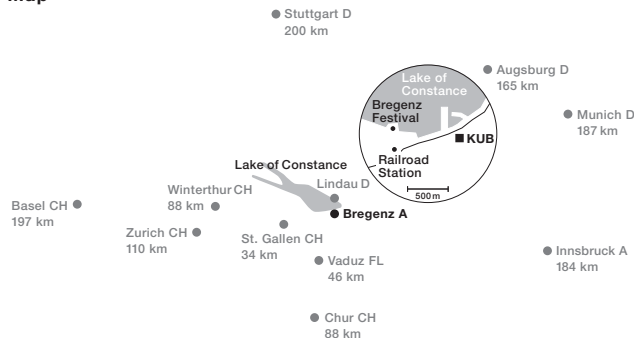 Map
Stuttgart D
200 km
Augsburg D
165 km
Munich D
187 km
Lake of
Constance
Bregenz
Festival
KUB
Railroad
Station
500 m
Lake of Constance
Lindau D
Bregenz A
Winterthur CH
88 km
Basel CH
197 km
Zurich CH
110 km
St. Gallen CH
34 km
Vaduz FL
46 km
Innsbruck A
184 km
Chur CH
88 km